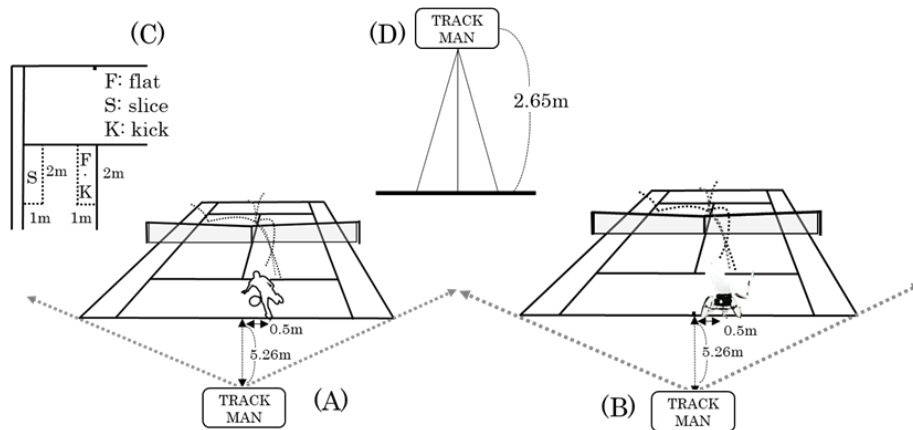 (C)
F: flat
S: slice
K: kick
S
2m
F
·
K
2m
1m
1m
(D)
TRACK
MAN
2.65m
0.5m
5.26m
TRACK
MAN
(A)
0.5m
5.26m
TRACK
MAN
(B)